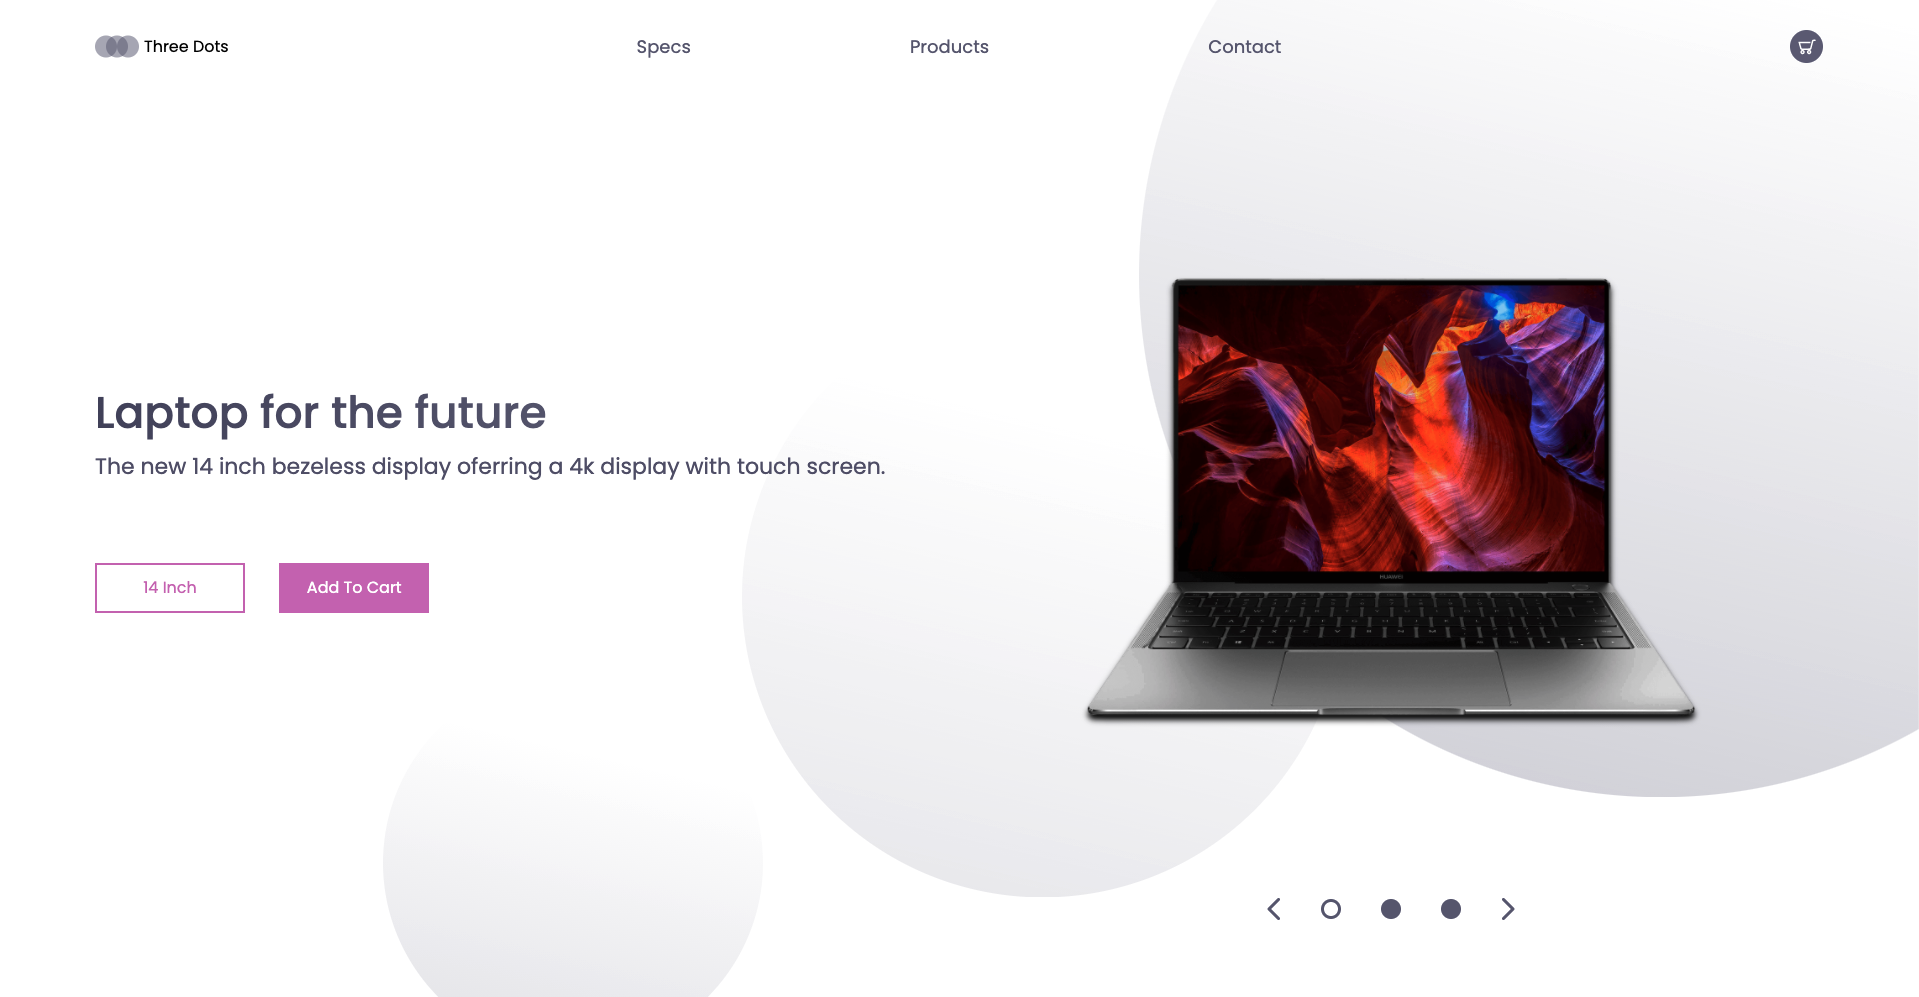 Three Dots
Specs
Products
Contact
Laptop for the future
The new 14 inch bezeless display oferring a 4k display with touch screen.
14 Inch
Add To Cart
HUAWEI